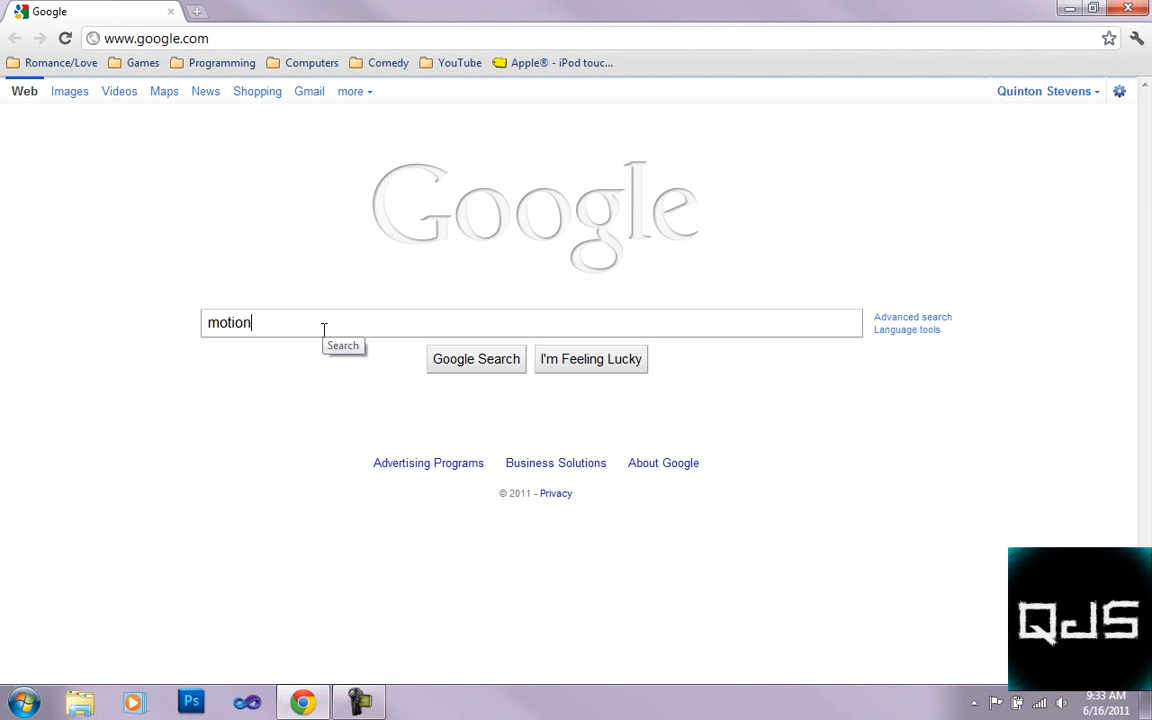 Google
www.google.com
Romance/Love Games Programming Computers Comedy YouTube Apple® - iPod touc...
Web Images Videos Maps News Shopping Gmail more
Quinton Stevens
Google
motion
Advanced search
Language tools
Search
Google Search I'm Feeling Lucky
Advertising Programs Business Solutions About Google
© 2011 - Privacy
QJS
Ps
9:33 AM
6/16/2011